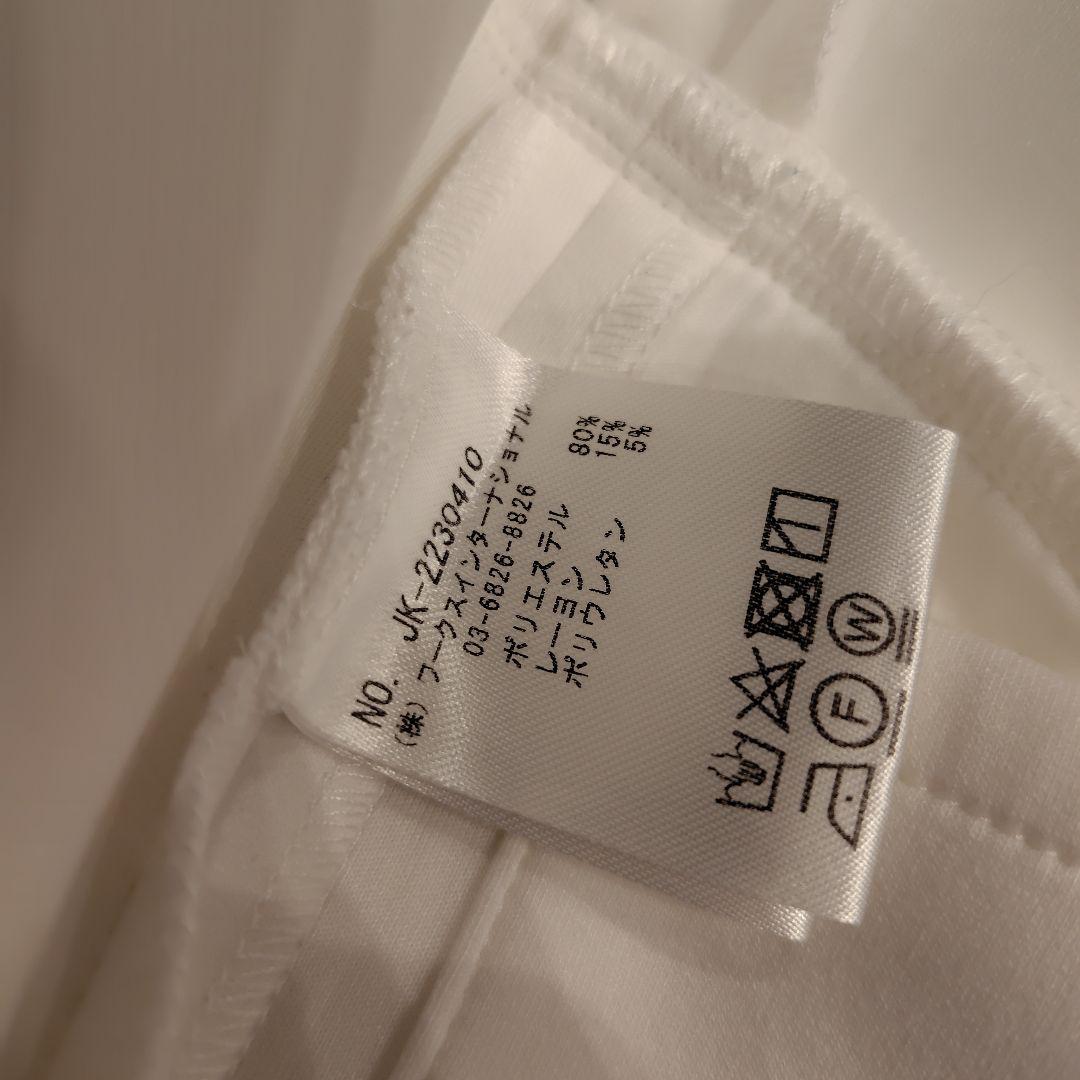 NO. JK-2230410
(株)コークスインターナショナル
03-6826-8826
ポリエステル 80%
レーヨン 15%
ポリウレタン 5%
W
F